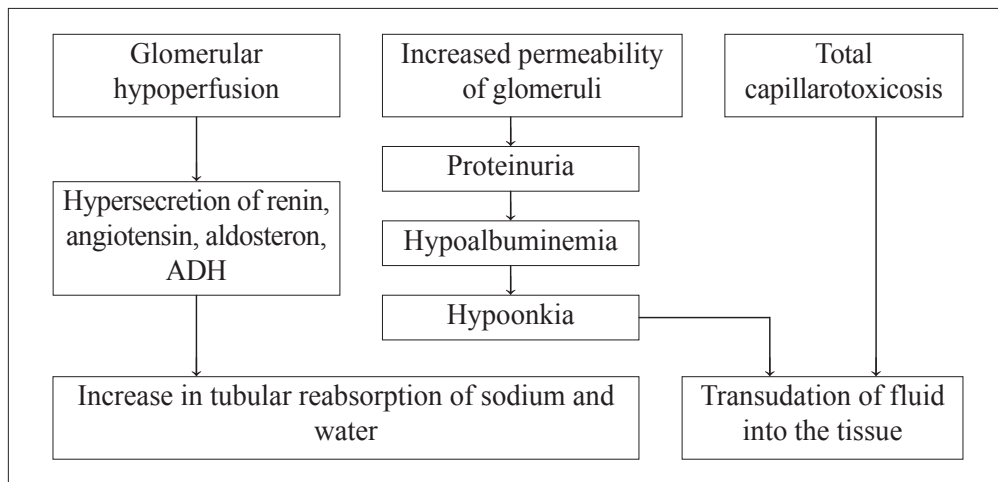 Glomerular
hypoperfusion
Increased permeability
of glomeruli
Total
capillarotoxicosis
Proteinuria
Hypersecretion of renin,
angiotensin, aldosteron,
ADH
Hypoalbuminemia
Hypoonkia
Increase in tubular reabsorption of sodium and
water
Transudation of fluid
into the tissue